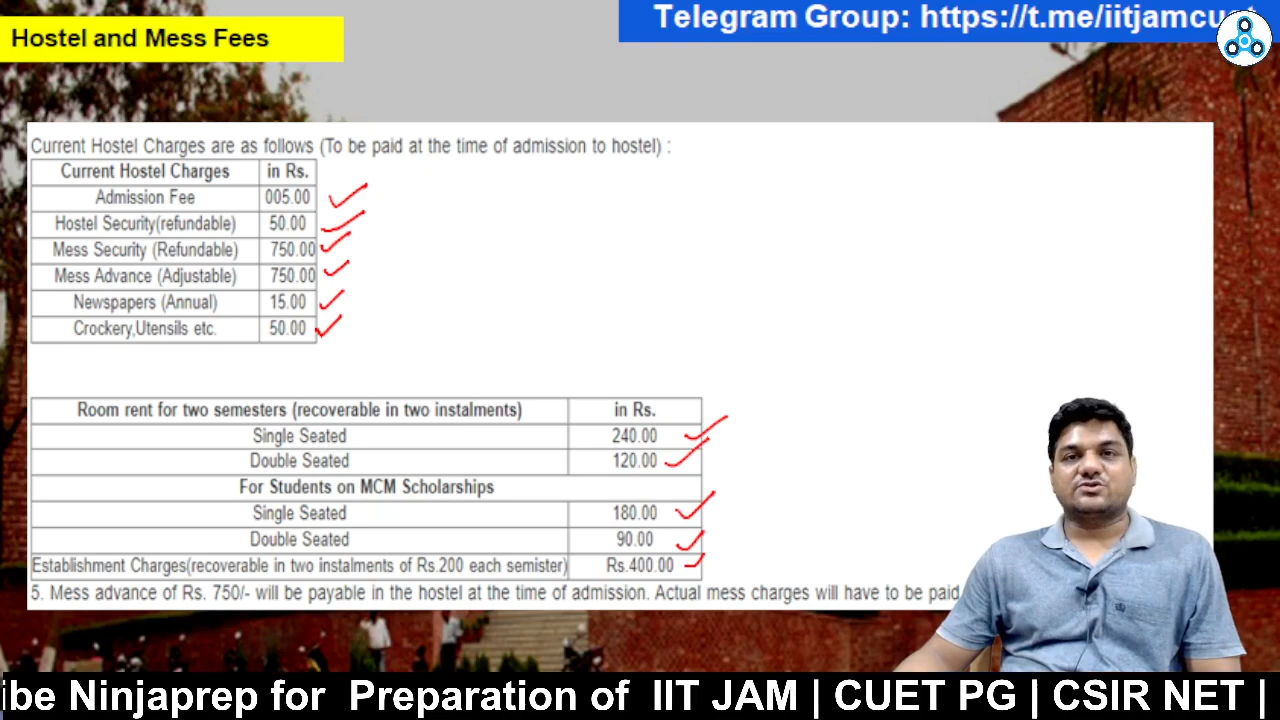 Telegram Group: https://t.me/iitjamcuet
Hostel and Mess Fees
Current Hostel Charges are as follows (To be paid at the time of admission to hostel) :
Current Hostel Charges in Rs.
Admission Fee 005.00
Hostel Security(refundable) 50.00
Mess Security (Refundable) 750.00
Mess Advance (Adjustable) 750.00
Newspapers (Annual) 15.00
Crockery,Utensils etc. 50.00
Room rent for two semesters (recoverable in two instalments) in Rs.
Single Seated 240.00
Double Seated 120.00
For Students on MCM Scholarships
Single Seated 180.00
Double Seated 90.00
Establishment Charges(recoverable in two instalments of Rs.200 each semister) Rs.400.00
5. Mess advance of Rs. 750/- will be payable in the hostel at the time of admission. Actual mess charges will have to be paid
ibe Ninjaprep for Preparation of IIT JAM | CUET PG | CSIR NET |